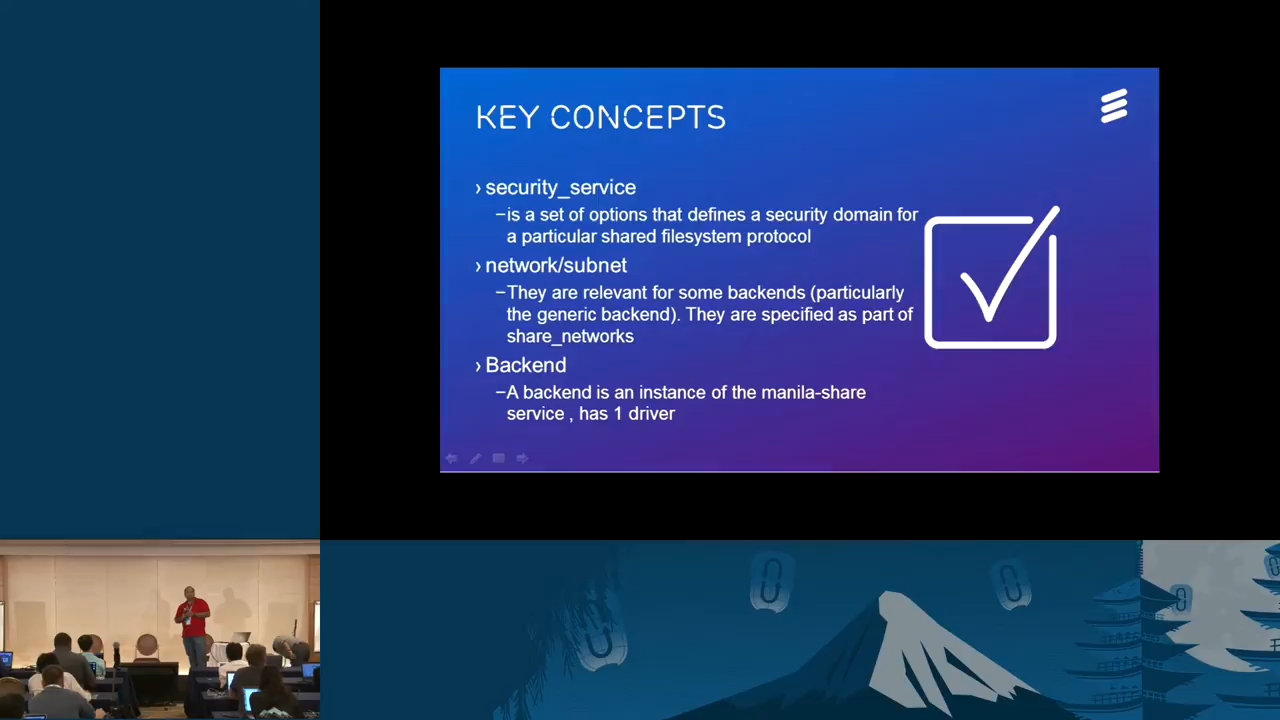 KEY CONCEPTS
› security_service
–is a set of options that defines a security domain for
a particular shared filesystem protocol
› network/subnet
–They are relevant for some backends (particularly
the generic backend). They are specified as part of
share_networks
› Backend
–A backend is an instance of the manila-share
service , has 1 driver